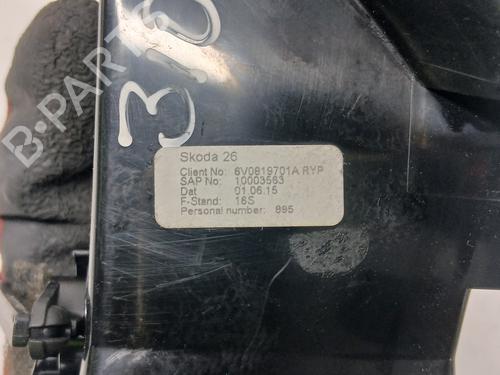 310
B-PARTS
Skoda 26
Client No: 6V0819701A RYP
SAP No: 10003563
Dat 01.06.15
F-Stand: 16S
Personal number: 895